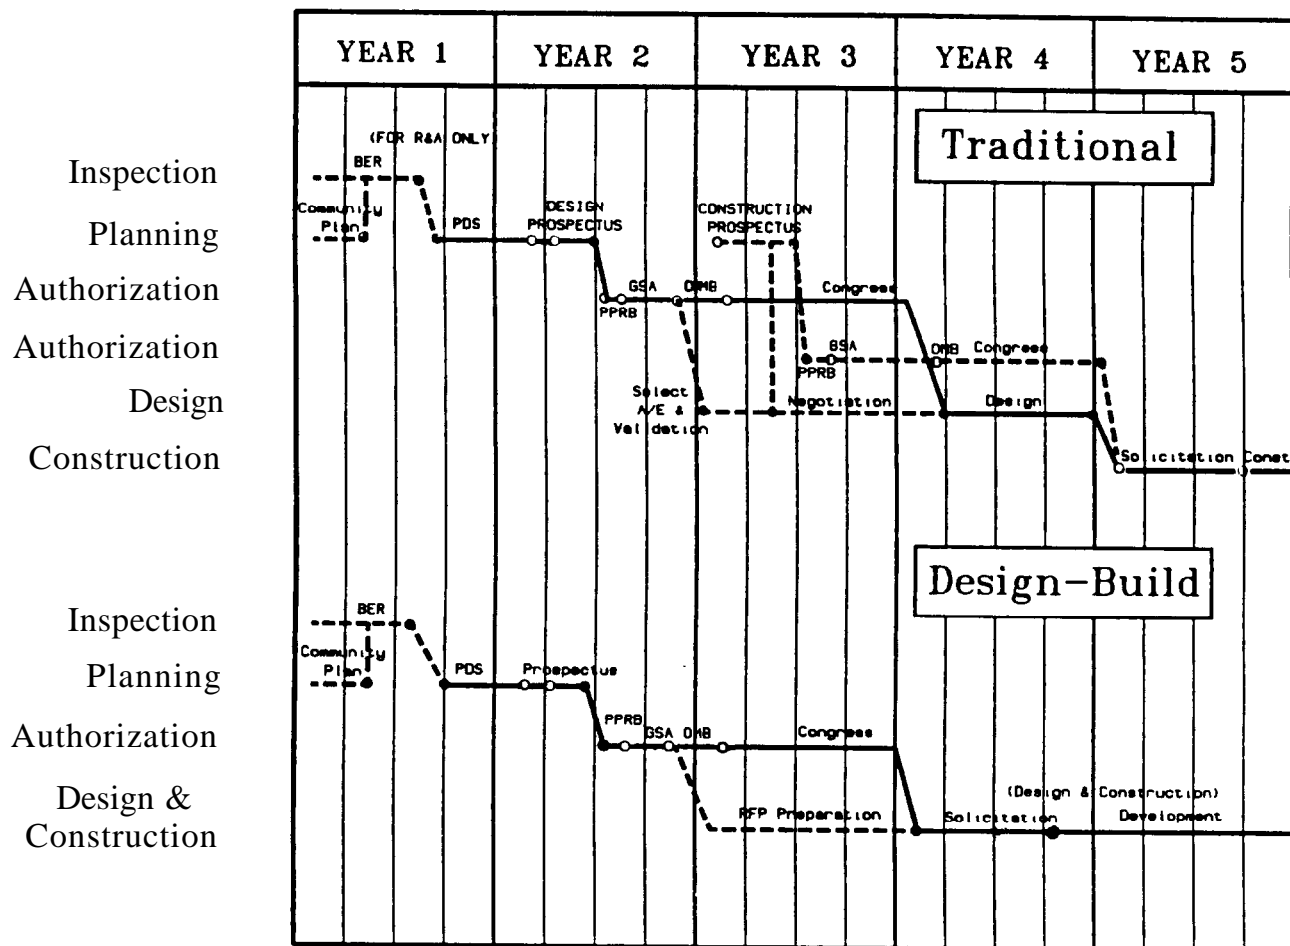 YEAR 1 YEAR 2 YEAR 3 YEAR 4 YEAR 5
Traditional
(FOR R&A ONLY)
Inspection
BER
Community
Plan
Planning
PDS
DESIGN
PROSPECTUS
CONSTRUCTION
PROSPECTUS
Authorization
PPRB
GSA
OMB
Congress
Authorization
PPRB
BSA
OMB
Congress
Design
Select
A/E &
Validation
Negotiation
Design
Construction
Solicitation Const
Design-Build
Inspection
BER
Community
Plan
Planning
PDS
Prospectus
Authorization
PPRB
GSA OMB
Congress
Design &
Construction
RFP Preparation
Solicitation
(Design & Construction)
Development